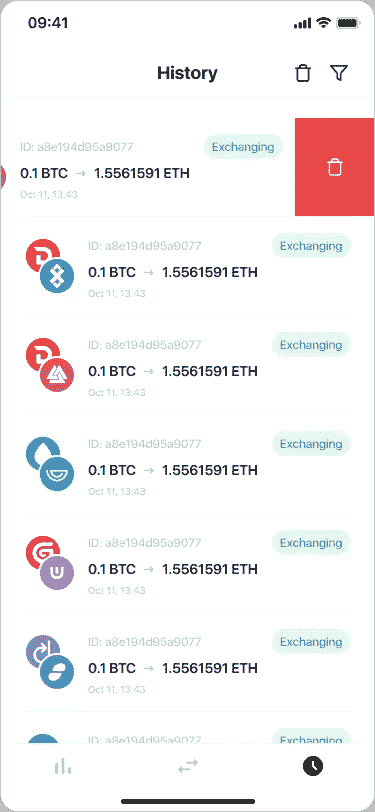 09:41
History
ID: a8e194d95a9077
Exchanging
0.1 BTC → 1.5561591 ETH
Oct 11, 13:43
ID: a8e194d95a9077
Exchanging
0.1 BTC → 1.5561591 ETH
Oct 11, 13:43
ID: a8e194d95a9077
Exchanging
0.1 BTC → 1.5561591 ETH
Oct 11, 13:43
ID: a8e194d95a9077
Exchanging
0.1 BTC → 1.5561591 ETH
Oct 11, 13:43
ID: a8e194d95a9077
Exchanging
0.1 BTC → 1.5561591 ETH
Oct 11, 13:43
ID: a8e194d95a9077
Exchanging
0.1 BTC → 1.5561591 ETH
Oct 11, 13:43
ID: a8e194d95a9077
Exchanging